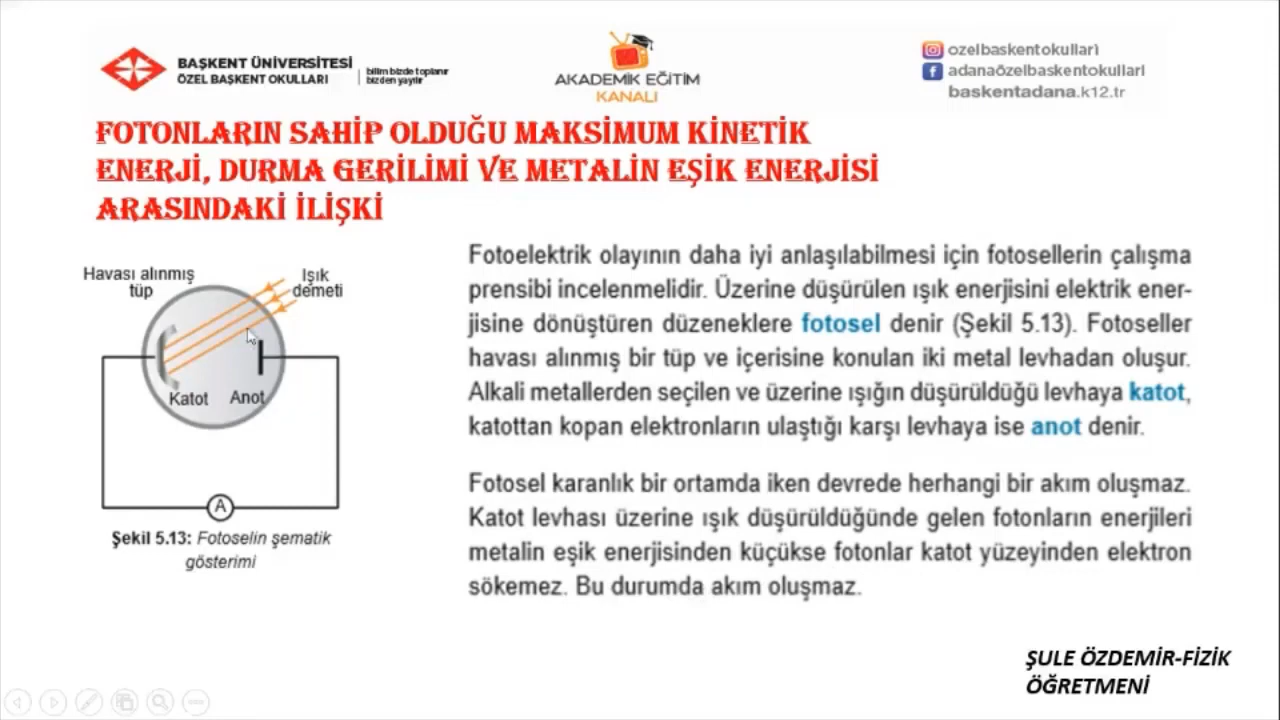 BAŞKENT ÜNİVERSİTESİ
ÖZEL BAŞKENT OKULLARI
bilim bizde toplanır
bizden yayılır
AKADEMİK EĞİTİM
KANALI
ozelbaskentokullari
adanaözelbaskentokullari
baskentadana.k12.tr
FOTONLARIN SAHİP OLDUĞU MAKSİMUM KİNETİK
ENERJİ, DURMA GERİLİMİ VE METALİN EŞİK ENERJİSİ
ARASINDAKİ İLİŞKİ
Havası alınmış
tüp
Işık
demeti
Katot
Anot
A
Şekil 5.13: Fotoselin şematik
gösterimi
Fotoelektrik olayının daha iyi anlaşılabilmesi için fotosellerin çalışma
prensibi incelenmelidir. Üzerine düşürülen ışık enerjisini elektrik ener-
jisine dönüştüren düzeneklere fotosel denir (Şekil 5.13). Fotoseller
havası alınmış bir tüp ve içerisine konulan iki metal levhadan oluşur.
Alkali metallerden seçilen ve üzerine ışığın düşürüldüğü levhaya katot,
katottan kopan elektronların ulaştığı karşı levhaya ise anot denir.
Fotosel karanlık bir ortamda iken devrede herhangi bir akım oluşmaz.
Katot levhası üzerine ışık düşürüldüğünde gelen fotonların enerjileri
metalin eşik enerjisinden küçükse fotonlar katot yüzeyinden elektron
sökemez. Bu durumda akım oluşmaz.
ŞULE ÖZDEMİR-FİZİK
ÖĞRETMENİ